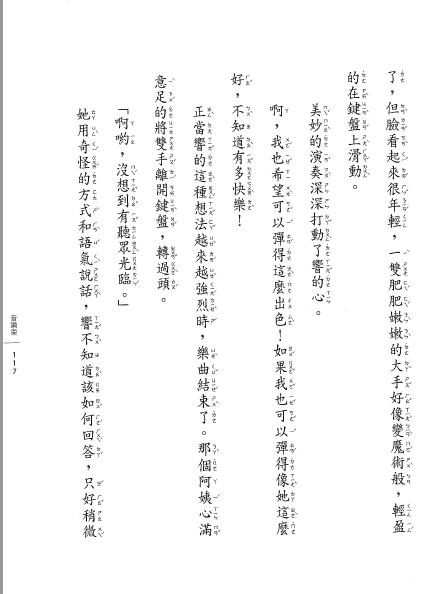 了，但臉看起來很年輕，一雙肥肥嫩嫩的大手好像變魔術般，輕盈
的在鍵盤上滑動。
美妙的演奏深深打動了響的心。
啊，我也希望可以彈得這麼出色！如果我也可以彈得像她這麼
好，不知道有多快樂！
正當響的這種想法越來越強烈時，樂曲結束了。那個阿姨心滿
意足的將雙手離開鍵盤，轉過頭。
「啊喲，沒想到有聽眾光臨。」
她用奇怪的方式和語氣說話，響不知道該如何回答，只好稍微
音樂果
117